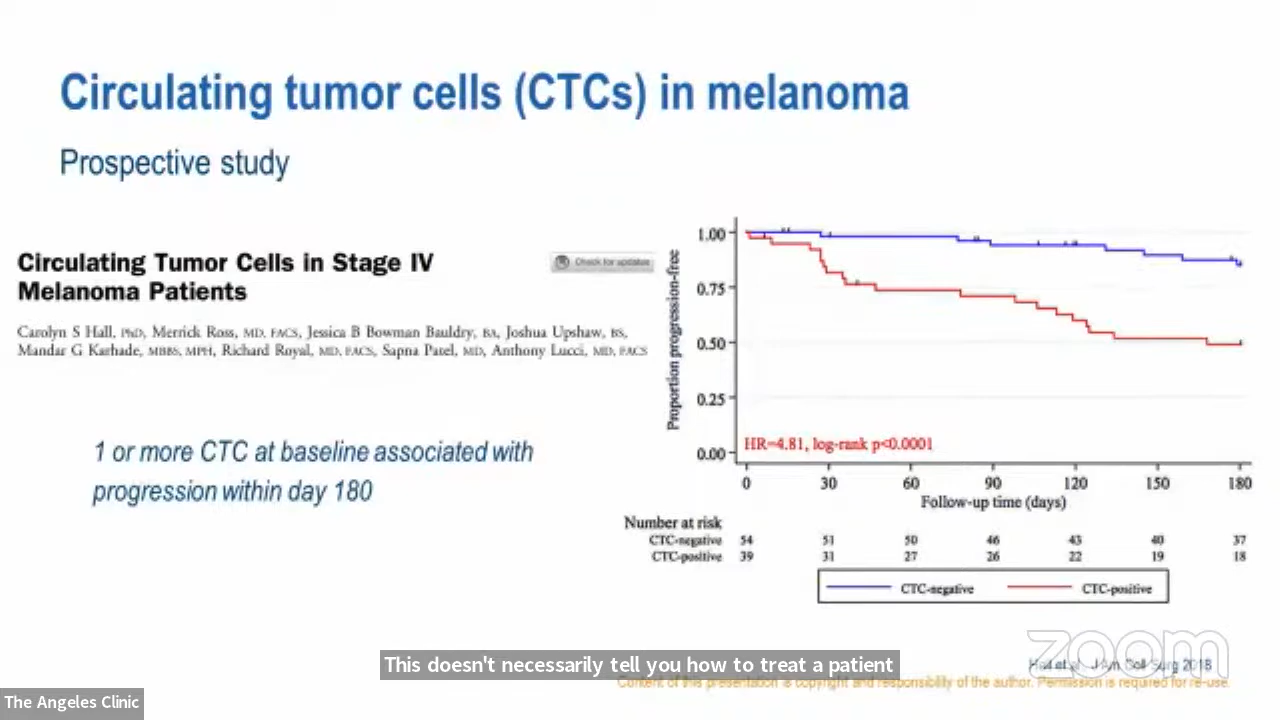 Circulating tumor cells (CTCs) in melanoma
Prospective study
Circulating Tumor Cells in Stage IV
Melanoma Patients
Check for updates
Carolyn S Hall, PhD, Merrick Ross, MD, FACS, Jessica B Bowman Bauldry, BA, Joshua Upshaw, BS,
Mandar G Karhade, MBBS, MPH, Richard Royal, MD, FACS, Sapna Patel, MD, Anthony Lucci, MD, FACS
1 or more CTC at baseline associated with
progression within day 180
Proportion progression-free
1.00
0.75
0.50
0.25
0.00
HR=4.81, log-rank p<0.0001
0 30 60 90 120 150 180
Follow-up time (days)
Number at risk
CTC-negative 54 51 50 46 43 40 37
CTC-positive 39 31 27 26 22 19 18
CTC-negative CTC-positive
zoom
Hall et al J Am Coll Surg 2018
This doesn't necessarily tell you how to treat a patient
Content of this presentation is copyright and responsibility of the author. Permission is required for re-use.
The Angeles Clinic